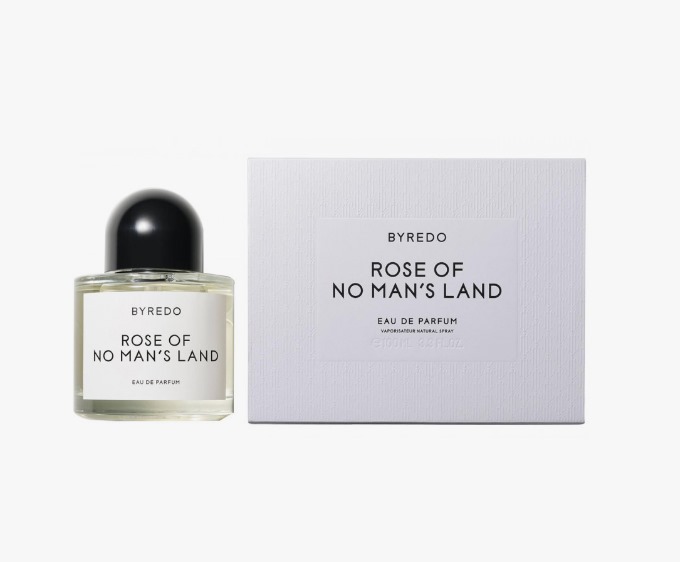 BYREDO
ROSE OF
NO MAN'S LAND
EAU DE PARFUM
BYREDO
ROSE OF
NO MAN'S LAND
EAU DE PARFUM
VAPORISATEUR NATURAL SPRAY